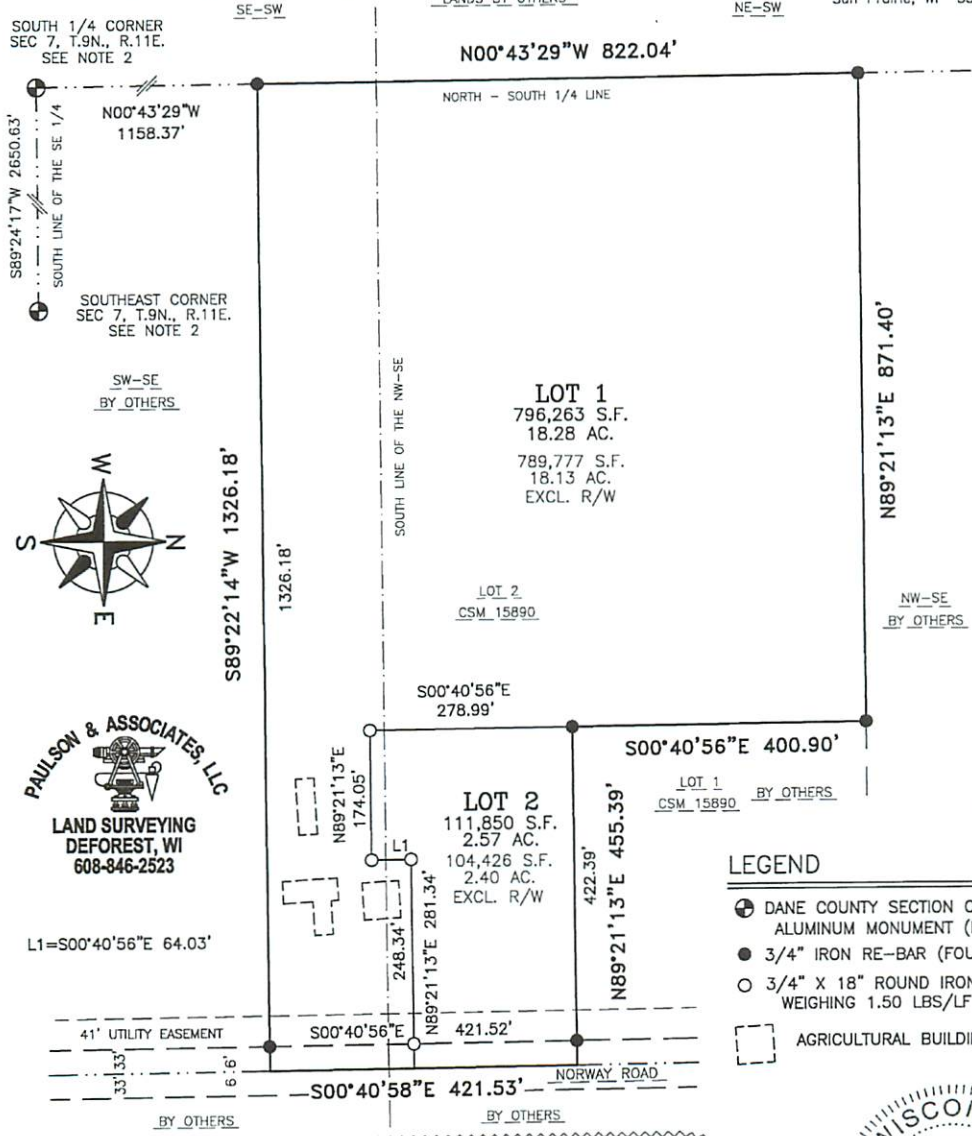 SE-SW
LANDS BY OTHERS
NE-SW
Sun Prairie, WI
SOUTH 1/4 CORNER
SEC 7, T.9N., R.11E.
SEE NOTE 2
N00°43'29"W 822.04'
NORTH - SOUTH 1/4 LINE
N00°43'29"W
1158.37'
S89°24'17"W 2650.63'
SOUTH LINE OF THE SE 1/4
SOUTHEAST CORNER
SEC 7, T.9N., R.11E.
SEE NOTE 2
SW-SE
BY OTHERS
W
S
N
E
S89°22'14"W 1326.18'
1326.18'
SOUTH LINE OF THE NW-SE
LOT 1
796,263 S.F.
18.28 AC.
789,777 S.F.
18.13 AC.
EXCL. R/W
N89°21'13"E 871.40'
LOT 2
CSM 15890
NW-SE
BY OTHERS
S00°40'56"E
278.99'
S00°40'56"E 400.90'
LOT 1
CSM 15890
BY OTHERS
N89°21'13"E
174.05'
L1
LOT 2
111,850 S.F.
2.57 AC.
104,426 S.F.
2.40 AC.
EXCL. R/W
N89°21'13"E 455.39'
422.39'
N89°21'13"E 281.34'
248.34'
PAULSON & ASSOCIATES, LLC
LAND SURVEYING
DEFOREST, WI
608-846-2523
L1=S00°40'56"E 64.03'
LEGEND
DANE COUNTY SECTION
ALUMINUM MONUMENT
3/4" IRON RE-BAR
3/4" X 18" ROUND IRON
WEIGHING 1.50 LBS/LF
AGRICULTURAL
41' UTILITY EASEMENT
S00°40'56"E
421.52'
33' 33'
6' 6'
NORWAY ROAD
S00°40'58"E 421.53'
BY OTHERS
BY OTHERS